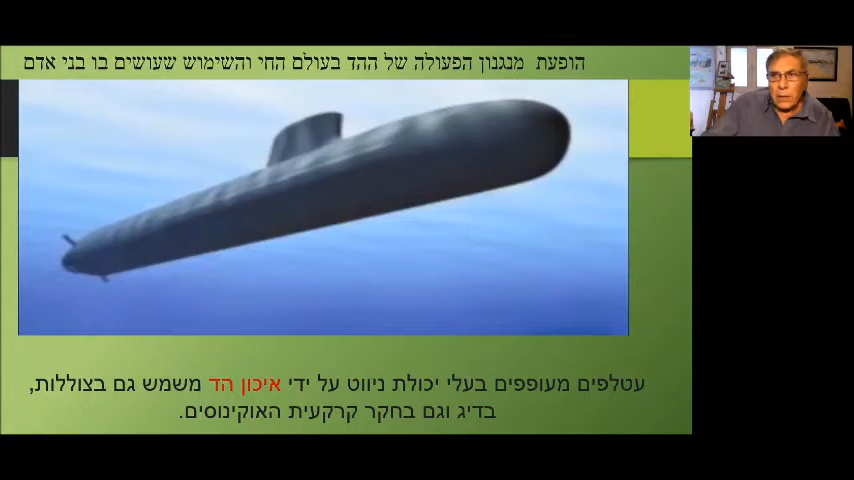 הופעת מנגנון הפעולה של ההד בעולם החי והשימוש שעושים בו בני אדם
עטלפים מעופפים בעלי יכולת ניווט על ידי איכון הד משמש גם בצוללות,
בדיג וגם בחקר קרקעית האוקינוסים.